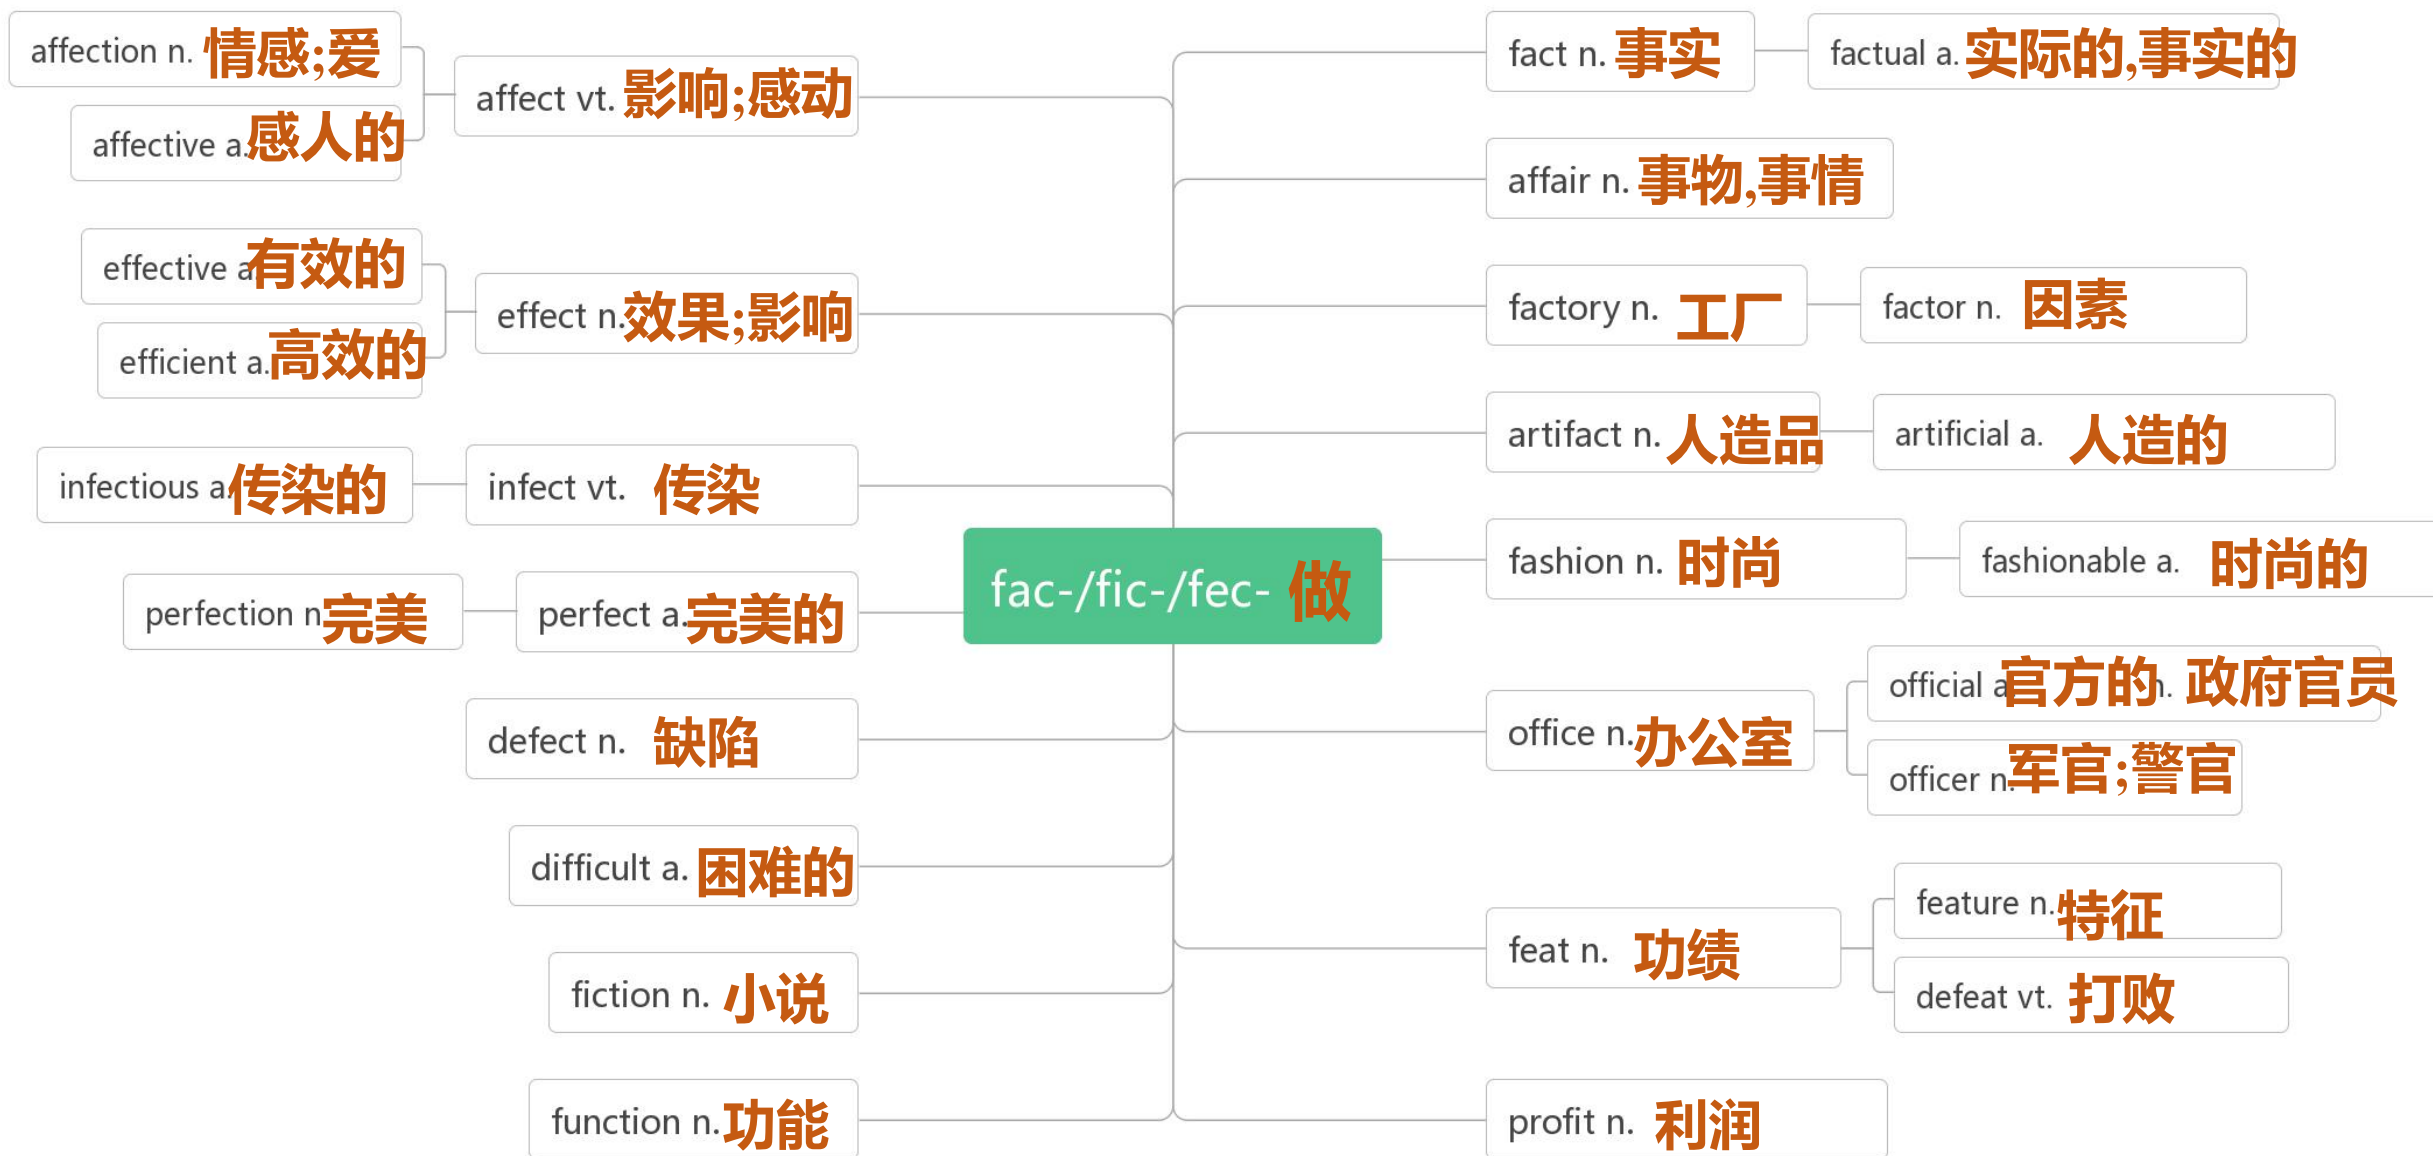 affection n. 情感;爱
affective a.感人的
affect vt. 影响;感动
effective a.有效的
efficient a.高效的
effect n.效果;影响
infectious a.传染的
infect vt. 传染
perfection n完美
perfect a.完美的
defect n. 缺陷
difficult a. 困难的
fiction n. 小说
function n.功能
fac-/fic-/fec- 做
fact n. 事实
factual a. 实际的,事实的
affair n. 事物,事情
factory n. 工厂
factor n. 因素
artifact n. 人造品
artificial a. 人造的
fashion n. 时尚
fashionable a. 时尚的
office n.办公室
official a官方的n. 政府官员
officer n.军官;警官
feat n. 功绩
feature n.特征
defeat vt. 打败
profit n. 利润